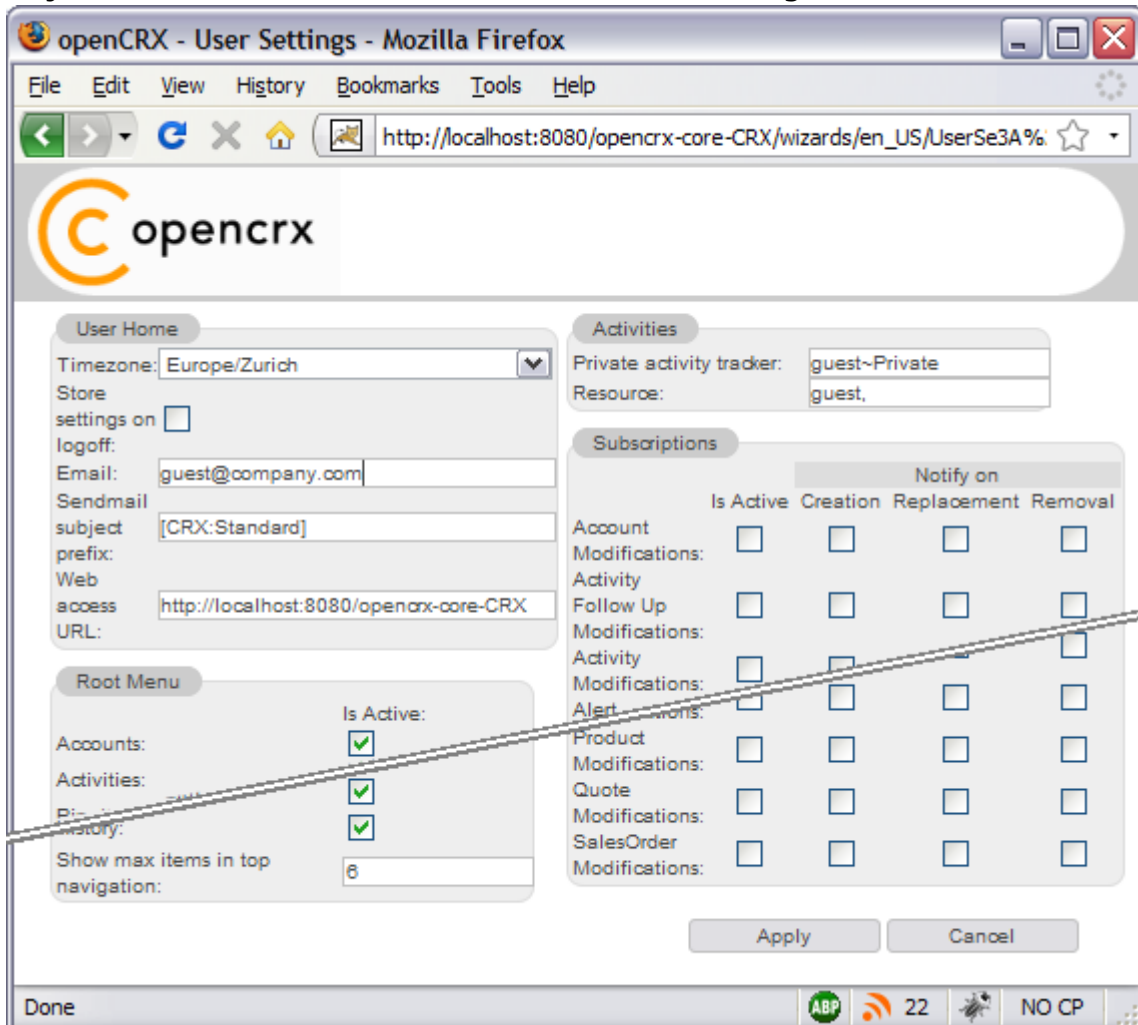 openCRX - User Settings - Mozilla Firefox
File Edit View History Bookmarks Tools Help
http://localhost:8080/opencrx-core-CRX/wizards/en_US/UserSe3A%
opencrx
User Home
Timezone: Europe/Zurich
Store
settings on
logoff:
Email: guest@company.com
Sendmail
subject [CRX:Standard]
prefix:
Web
access http://localhost:8080/opencrx-core-CRX
URL:
Root Menu
Is Active:
Accounts:
Activities:
History:
Show max items in top
navigation: 6
Activities
Private activity tracker: guest~Private
Resource: guest,
Subscriptions
Notify on
Is Active Creation Replacement Removal
Account
Modifications:
Activity
Follow Up
Modifications:
Activity
Modifications:
Alert
Product
Modifications:
Quote
Modifications:
SalesOrder
Modifications:
Apply Cancel
Done ABP 22 NO CP